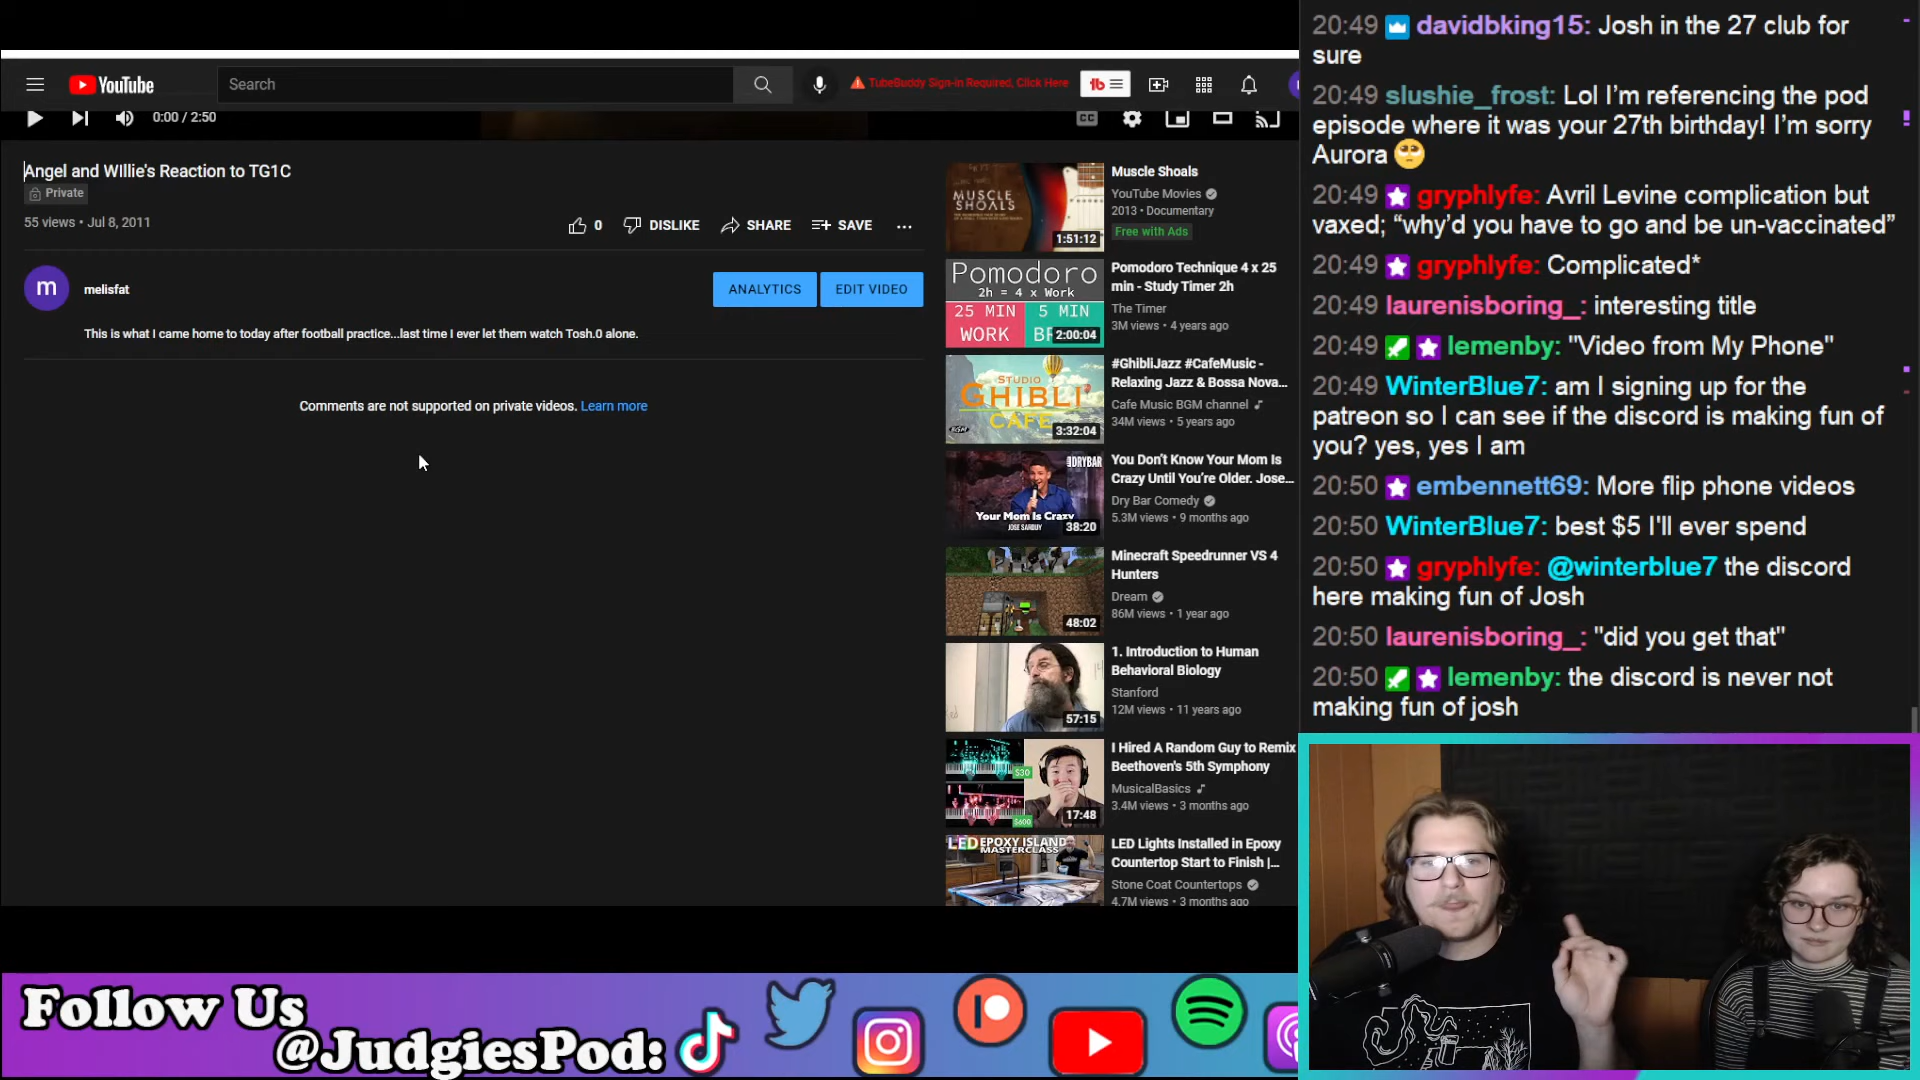 YouTube
Search
TubeBuddy Sign-in Required, Click Here
tb
0:00 / 2:50
CC
Angel and WIllie's Reaction to TG1C
Private
55 views • Jul 8, 2011
0
DISLIKE
SHARE
SAVE
m
melisfat
ANALYTICS
EDIT VIDEO
This is what I came home to today after football practice...last time I ever let them watch Tosh.0 alone.
Comments are not supported on private videos. Learn more
MUSCLE
SHOALS
1:51:12
Muscle Shoals
YouTube Movies
2013 • Documentary
Free with Ads
Pomodoro
2h = 4 x Work
25 MIN
WORK
5 MIN
2:00:04
Pomodoro Technique 4 x 25
min - Study Timer 2h
The Timer
3M views • 4 years ago
STUDIO
GHIBLI
CAFE
BGM
3:32:04
#GhibliJazz #CafeMusic -
Relaxing Jazz & Bossa Nova...
Cafe Music BGM channel
34M views • 5 years ago
DRYBAR
Your Mom Is Crazy
JOSE SARDUY
38:20
You Don't Know Your Mom Is
Crazy Until You're Older. Jose...
Dry Bar Comedy
5.3M views • 9 months ago
48:02
Minecraft Speedrunner VS 4
Hunters
Dream
86M views • 1 year ago
57:15
1. Introduction to Human
Behavioral Biology
Stanford
12M views • 11 years ago
$30
$600
17:48
I Hired A Random Guy to Remix
Beethoven's 5th Symphony
MusicalBasics
3.4M views • 3 months ago
LED EPOXY ISLAND
MASTERCLASS
LED Lights Installed in Epoxy
Countertop Start to Finish |...
Stone Coat Countertops
4.7M views • 3 months ago
20:49 davidbking15: Josh in the 27 club for
sure
20:49 slushie_frost: Lol I'm referencing the pod
episode where it was your 27th birthday! I'm sorry
Aurora
20:49 gryphlyfe: Avril Levine complication but
vaxed; “why'd you have to go and be un-vaccinated”
20:49 gryphlyfe: Complicated*
20:49 laurenisboring_: interesting title
20:49 lemenby: "Video from My Phone"
20:49 WinterBlue7: am I signing up for the
patreon so I can see if the discord is making fun of
you? yes, yes I am
20:50 embennett69: More flip phone videos
20:50 WinterBlue7: best $5 I'll ever spend
20:50 gryphlyfe: @winterblue7 the discord
here making fun of Josh
20:50 laurenisboring_: "did you get that"
20:50 lemenby: the discord is never not
making fun of josh
Follow Us
@JudgiesPod: